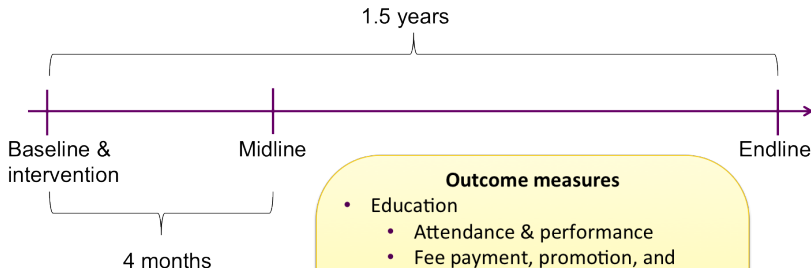 1.5 years
Baseline &
intervention
Midline
Endline
4 months
Outcome measures
• Education
• Attendance & performance
• Fee payment, promotion, and